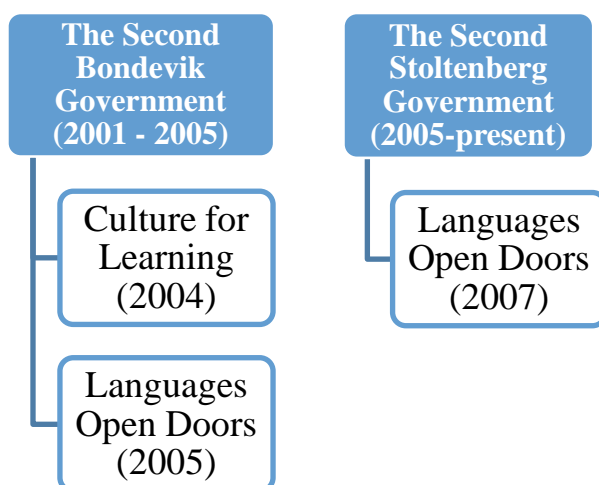 The Second
Bondevik
Government
(2001 - 2005)
Culture for
Learning
(2004)
Languages
Open Doors
(2005)
The Second
Stoltenberg
Government
(2005-present)
Languages
Open Doors
(2007)